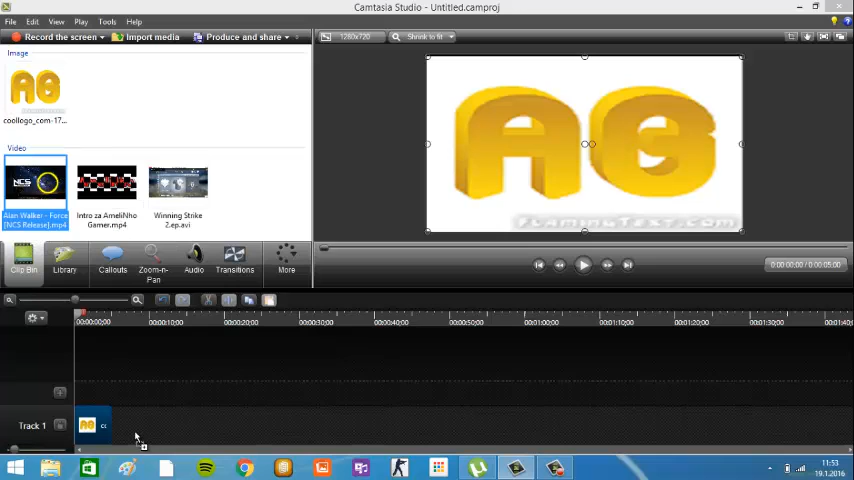 Camtasia Studio - Untitled.camproj
File Edit View Play Tools Help
Record the screen Import media Produce and share
1280x720 Shrink to fit
Image
coollogo_com-17...
Video
NCS
Alan Walker - Force [NCS Release].mp4
Intro za AmeliNho Gamer.mp4
Winning Strike 2.ep.avi
AB
FLAMINGTEXT.COM
Clip Bin Library Callouts Zoom-n-Pan Audio Transitions More
0:00:00;00 / 0:00:05;00
00:00:00;00 00:00:10;00 00:00:20;00 00:00:30;00 00:00:40;00 00:00:50;00 00:01:00;00 00:01:10;00 00:01:20;00 00:01:30;00
Track 1
11:53
19.1.2016